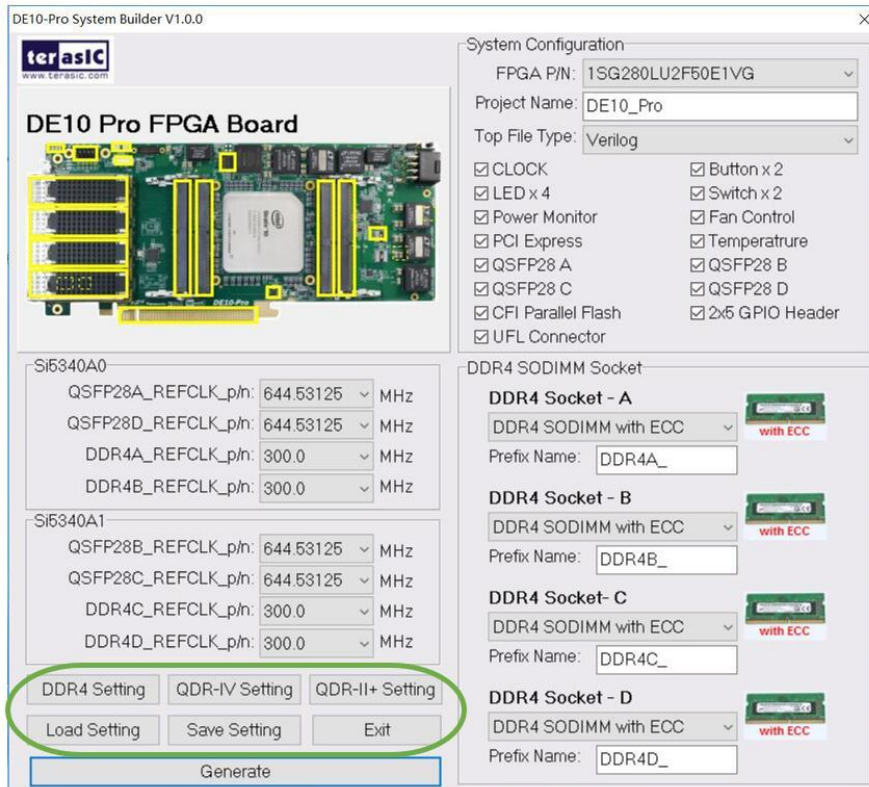 DE10-Pro System Builder V1.0.0
terasIC
www.terasic.com
DE10 Pro FPGA Board
DE10-Pro
System Configuration
FPGA P/N: 1SG280LU2F50E1VG
Project Name: DE10_Pro
Top File Type: Verilog
CLOCK Button x 2
LED x 4 Switch x 2
Power Monitor Fan Control
PCI Express Temperatrure
QSFP28 A QSFP28 B
QSFP28 C QSFP28 D
CFI Parallel Flash 2x5 GPIO Header
UFL Connector
Si5340A0
QSFP28A_REFCLK_p/n: 644.53125 MHz
QSFP28D_REFCLK_p/n: 644.53125 MHz
DDR4A_REFCLK_p/n: 300.0 MHz
DDR4B_REFCLK_p/n: 300.0 MHz
Si5340A1
QSFP28B_REFCLK_p/n: 644.53125 MHz
QSFP28C_REFCLK_p/n: 644.53125 MHz
DDR4C_REFCLK_p/n: 300.0 MHz
DDR4D_REFCLK_p/n: 300.0 MHz
DDR4 Setting QDR-IV Setting QDR-II+ Setting
Load Setting Save Setting Exit
Generate
DDR4 SODIMM Socket
DDR4 Socket - A
DDR4 SODIMM with ECC
with ECC
Prefix Name: DDR4A_
DDR4 Socket - B
DDR4 SODIMM with ECC
with ECC
Prefix Name: DDR4B_
DDR4 Socket- C
DDR4 SODIMM with ECC
with ECC
Prefix Name: DDR4C_
DDR4 Socket - D
DDR4 SODIMM with ECC
with ECC
Prefix Name: DDR4D_